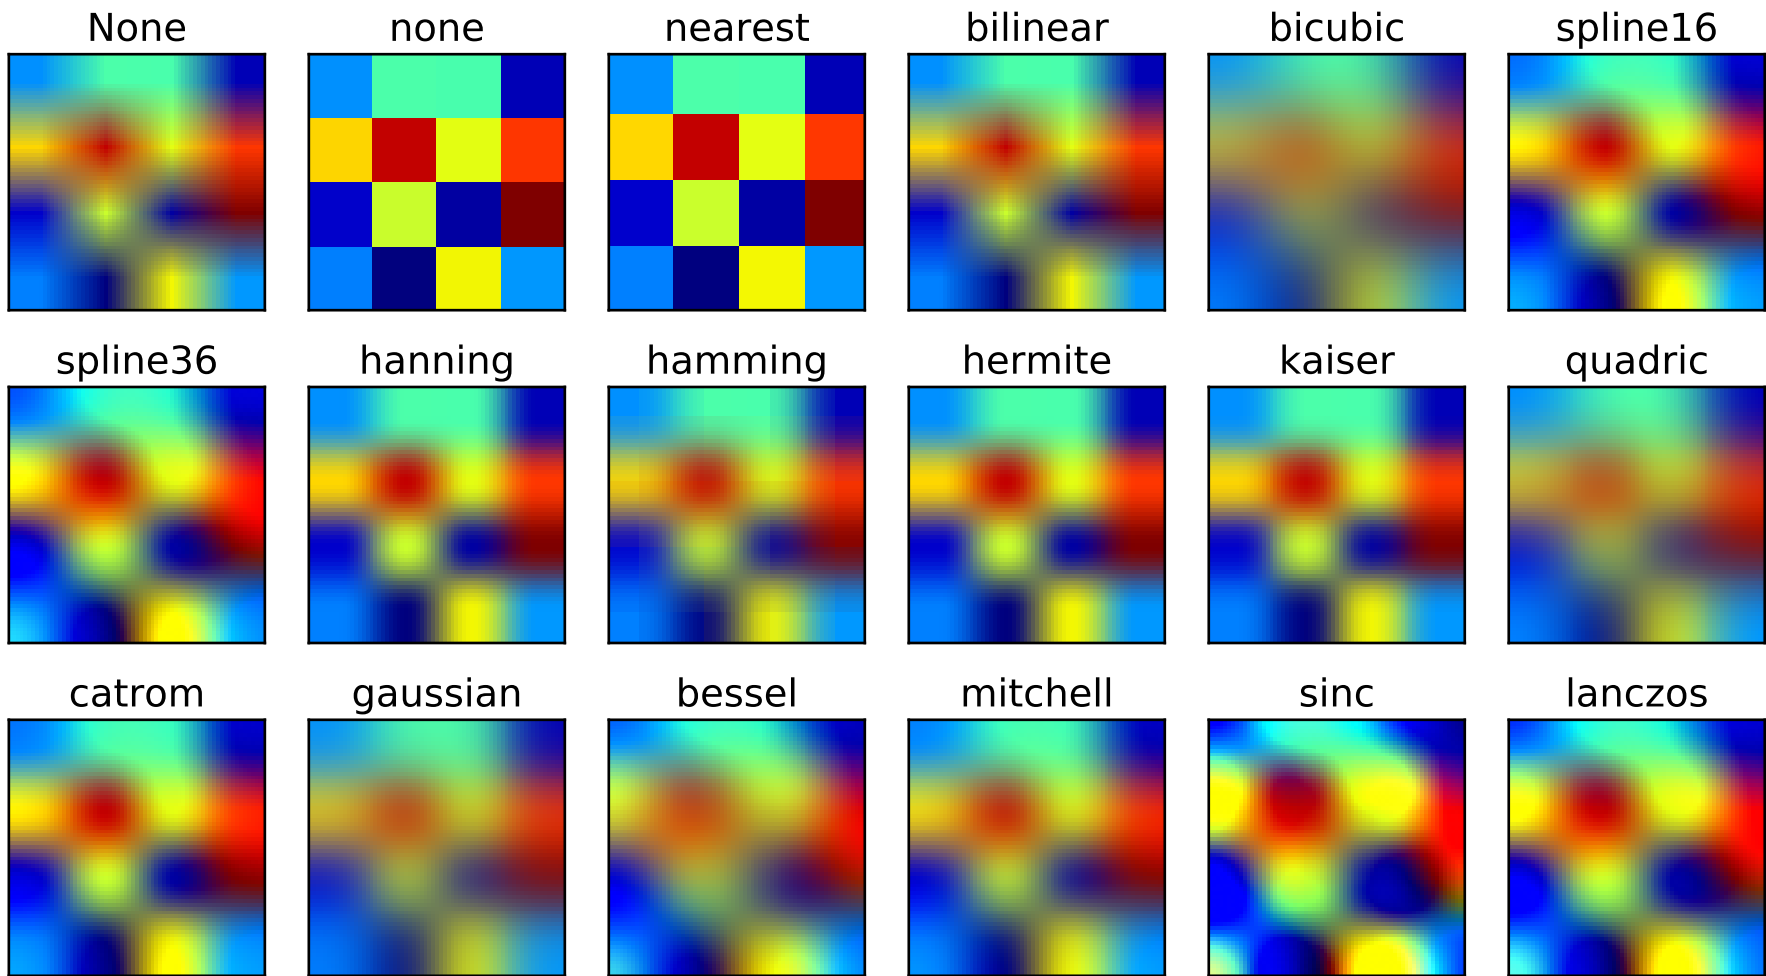 None none nearest bilinear bicubic spline16
spline36 hanning hamming hermite kaiser quadric
catrom gaussian bessel mitchell sinc lanczos